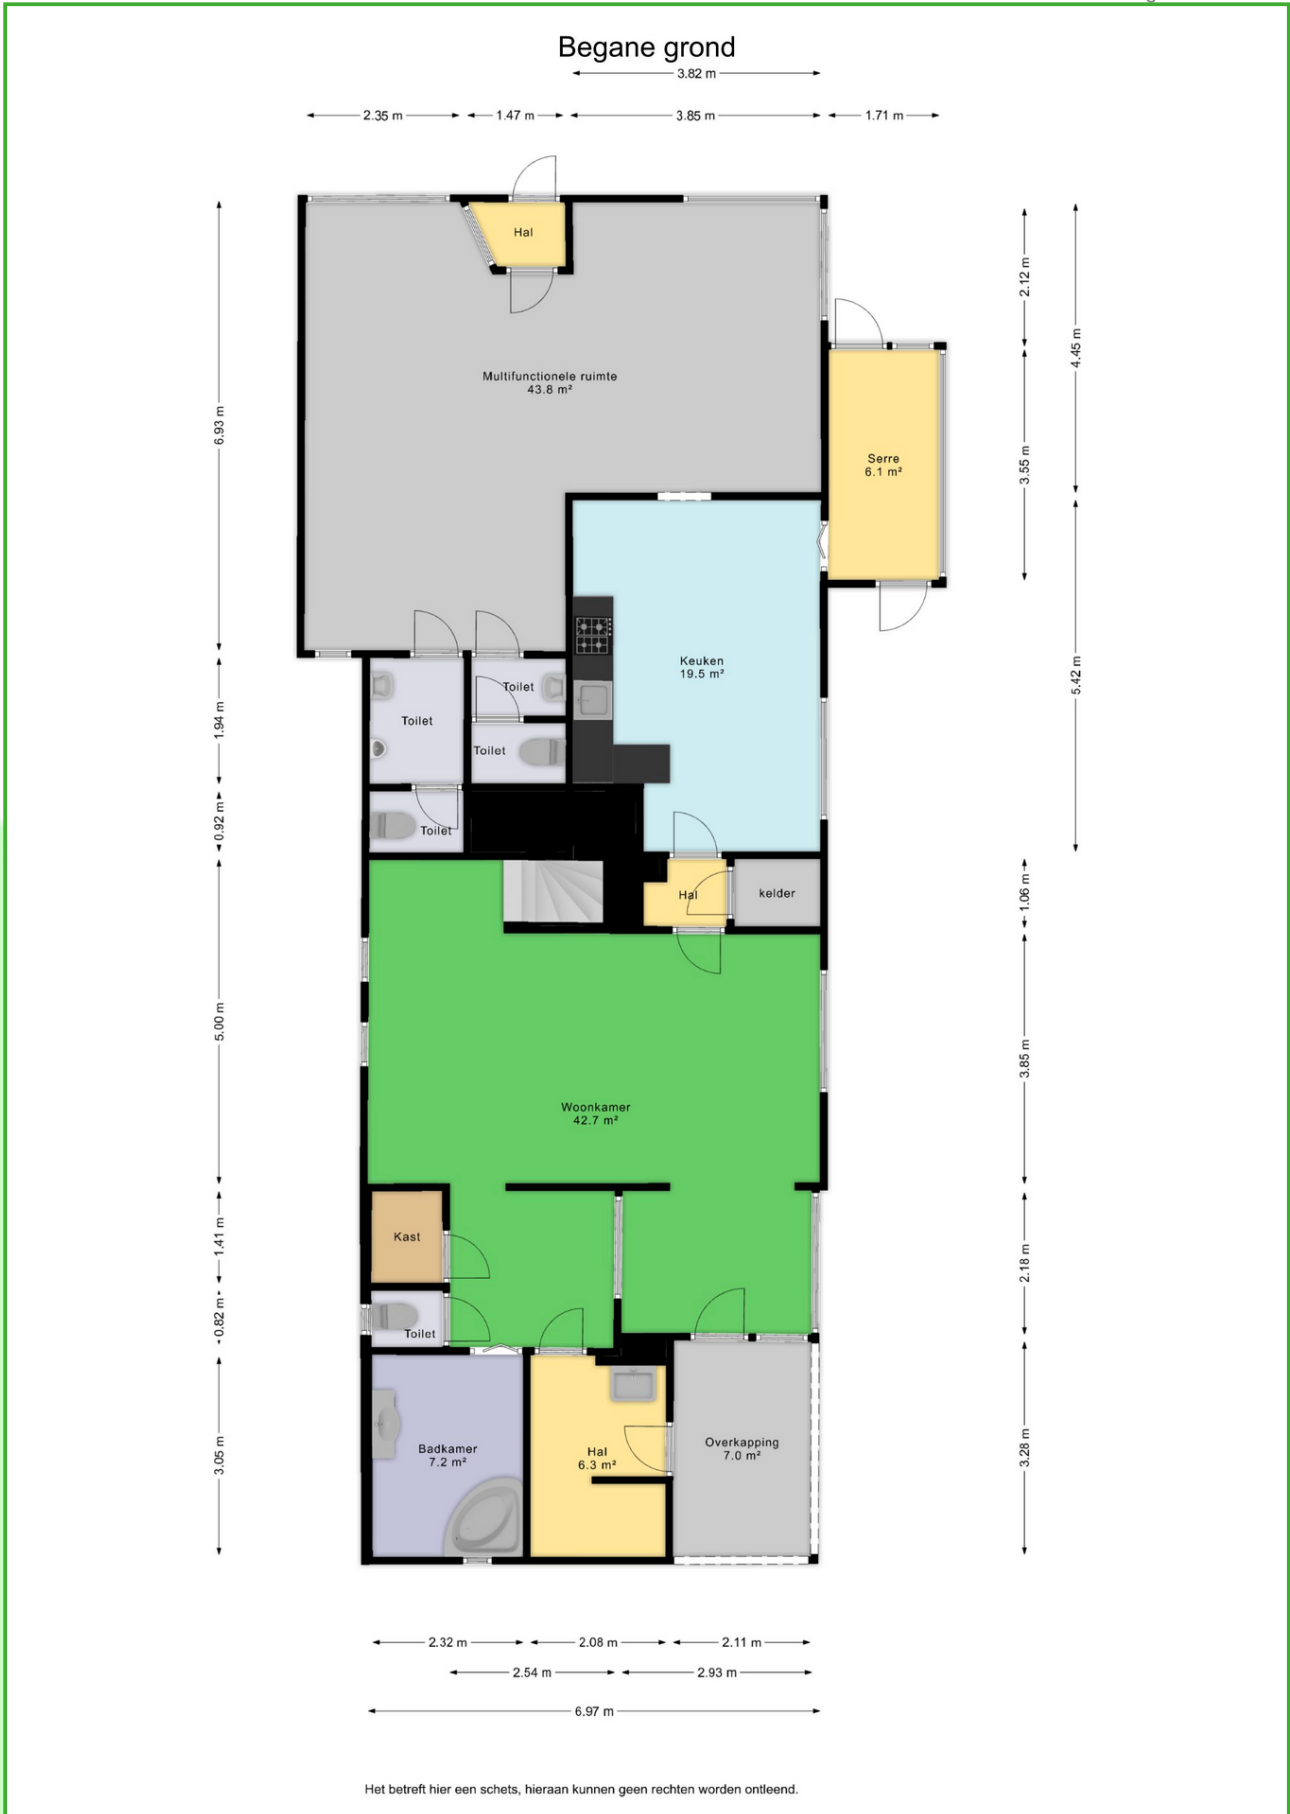 Begane grond
3.82 m
2.35 m
1.47 m
3.85 m
1.71 m
Hal
2.12 m
4.45 m
Multifunctionele ruimte
43.8 m²
6.93 m
Serre
6.1 m²
3.55 m
Keuken
19.5 m²
5.42 m
Toilet
Toilet
Toilet
1.94 m
Toilet
0.92 m
Hal
kelder
1.06 m
5.00 m
3.85 m
Woonkamer
42.7 m²
Kast
1.41 m
2.18 m
Toilet
0.82 m
Badkamer
7.2 m²
Hal
6.3 m²
Overkapping
7.0 m²
3.05 m
3.28 m
2.32 m
2.08 m
2.11 m
2.54 m
2.93 m
6.97 m
Het betreft hier een schets, hieraan kunnen geen rechten worden ontleend.